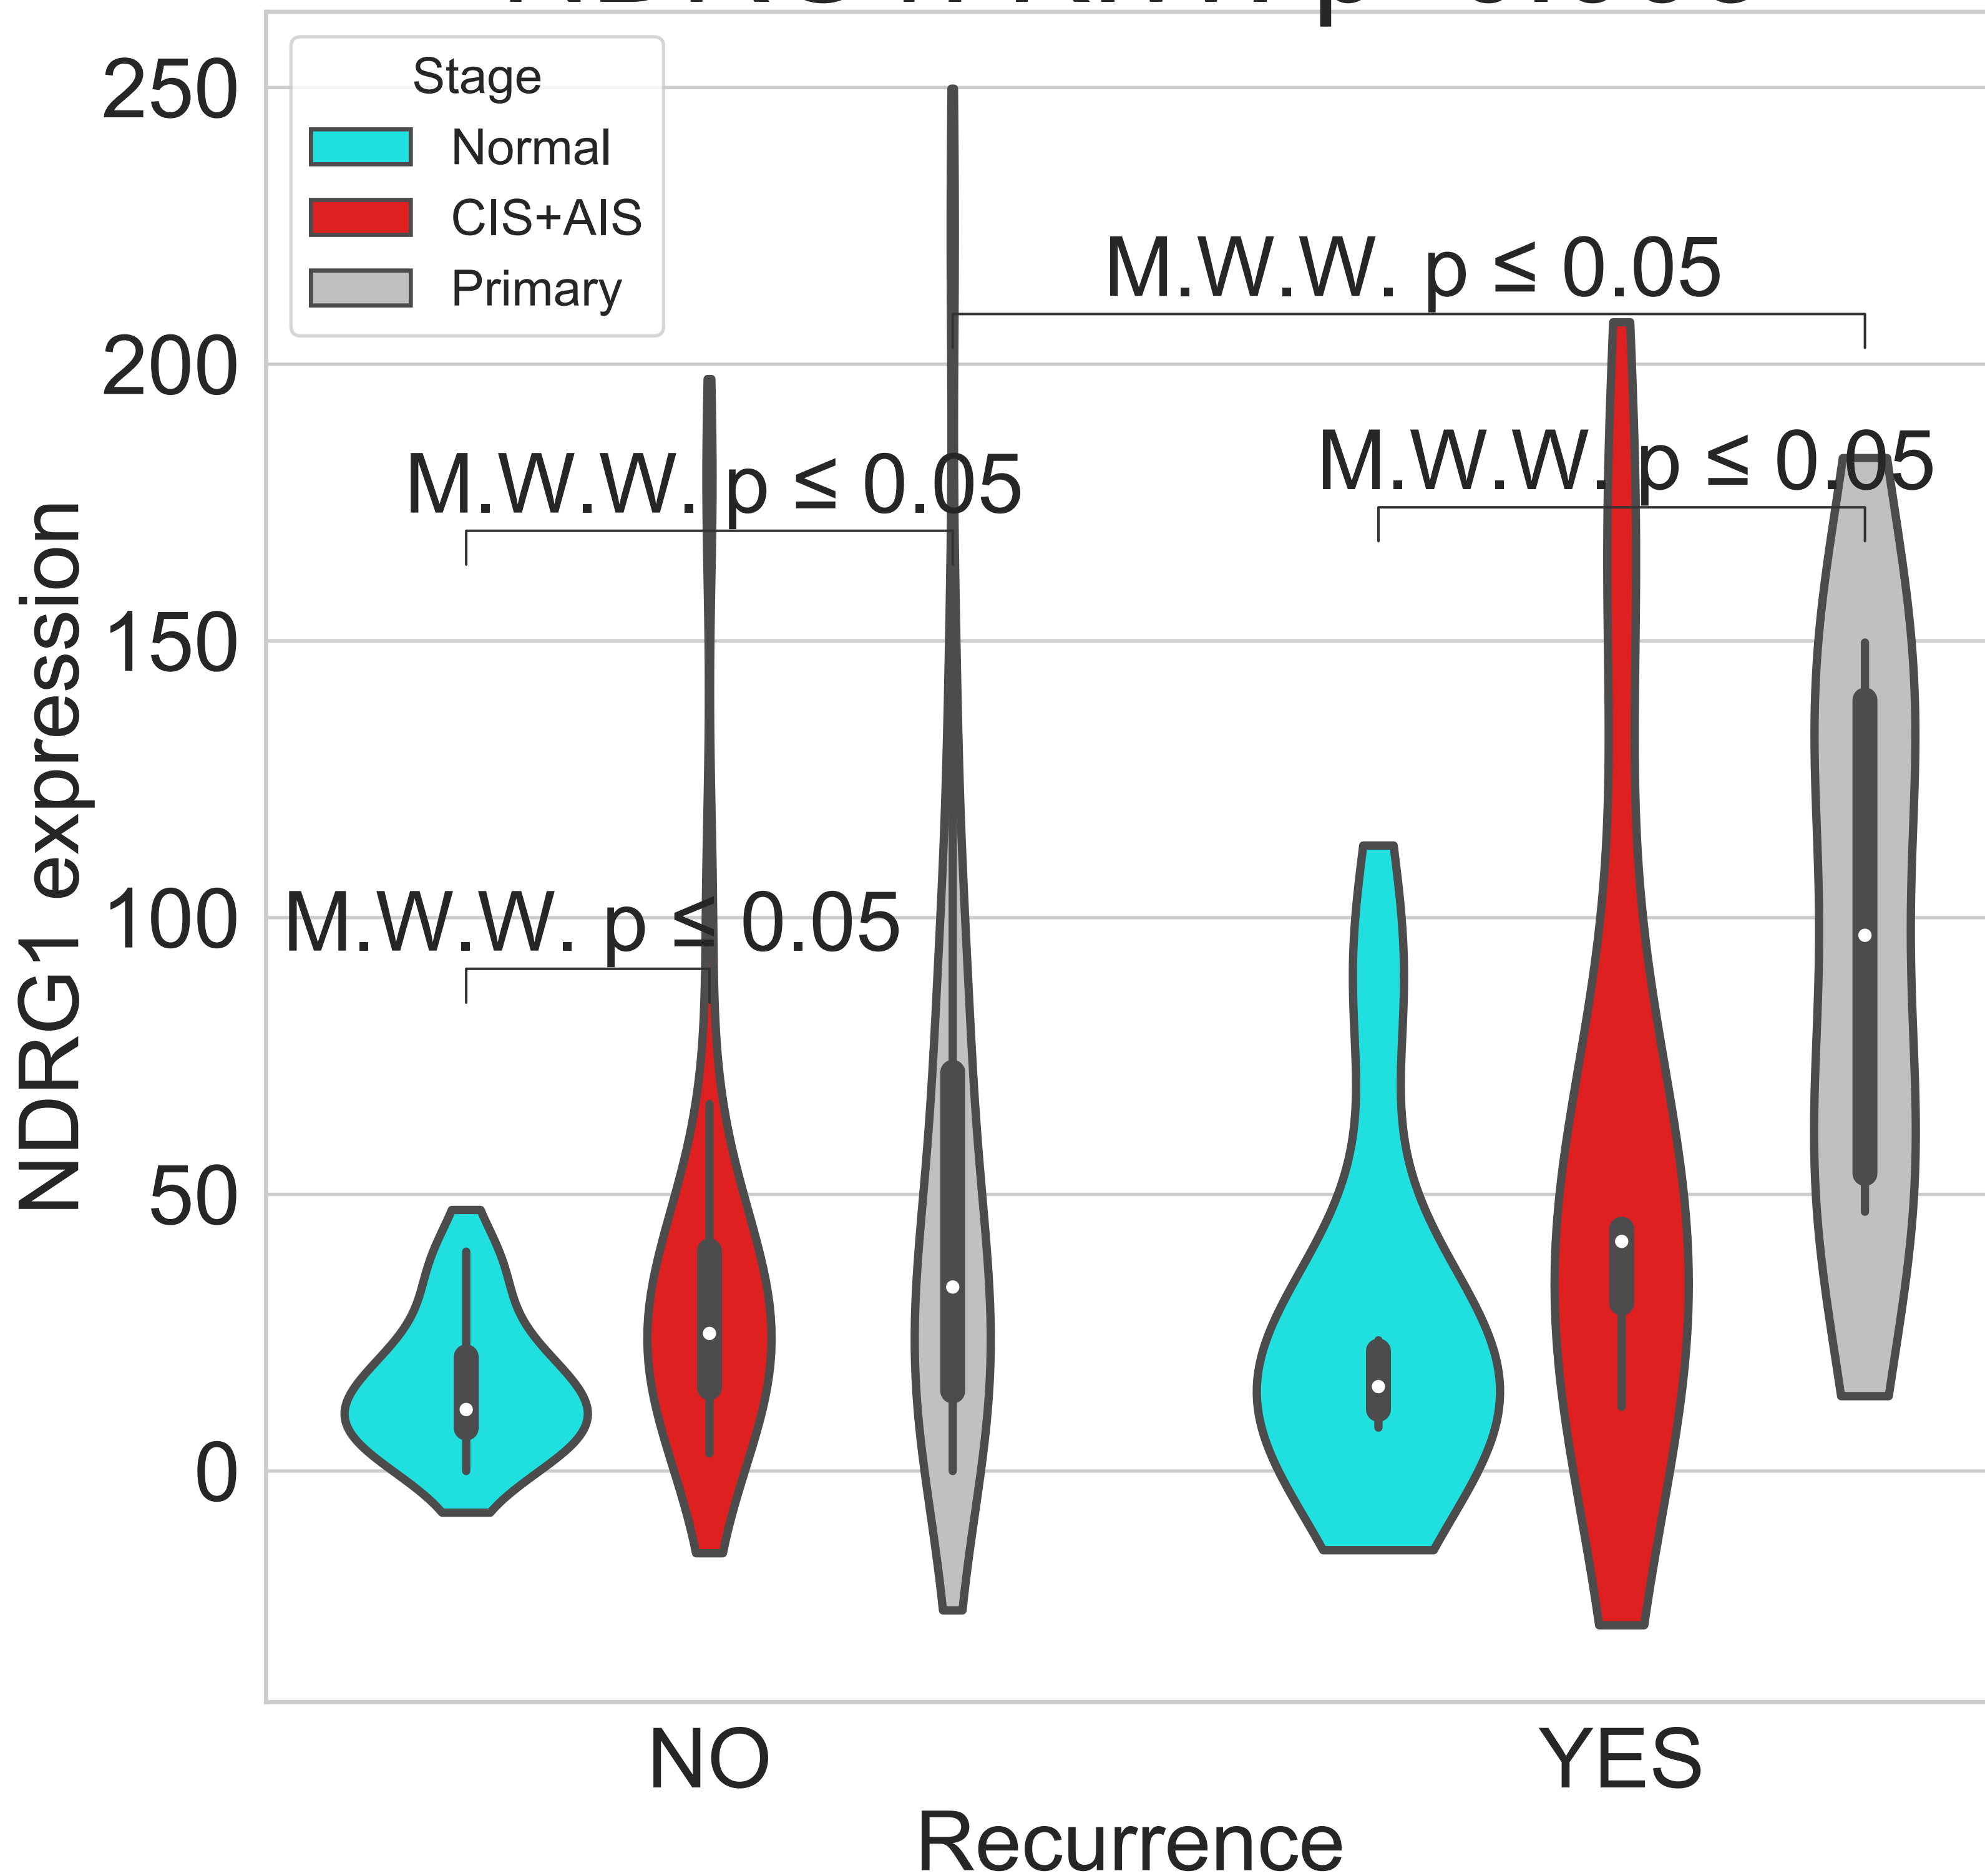 250
200
150
100
50
0
NDRG1 expression
Stage
Normal
CIS+AIS
Primary
M.W.W. p ≤ 0.05
M.W.W. p ≤ 0.05
M.W.W. p ≤ 0.05
M.W.W. p ≤ 0.05
NO
YES
Recurrence